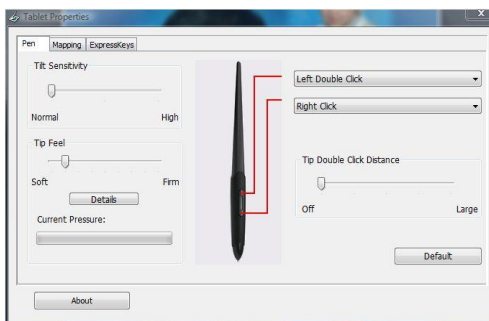 Tablet Properties
Pen
Mapping
ExpressKeys
Tilt Sensitivity
Normal
High
Tip Feel
Soft
Firm
Details
Current Pressure:
Left Double Click
Right Click
Tip Double Click Distance
Off
Large
Default
About